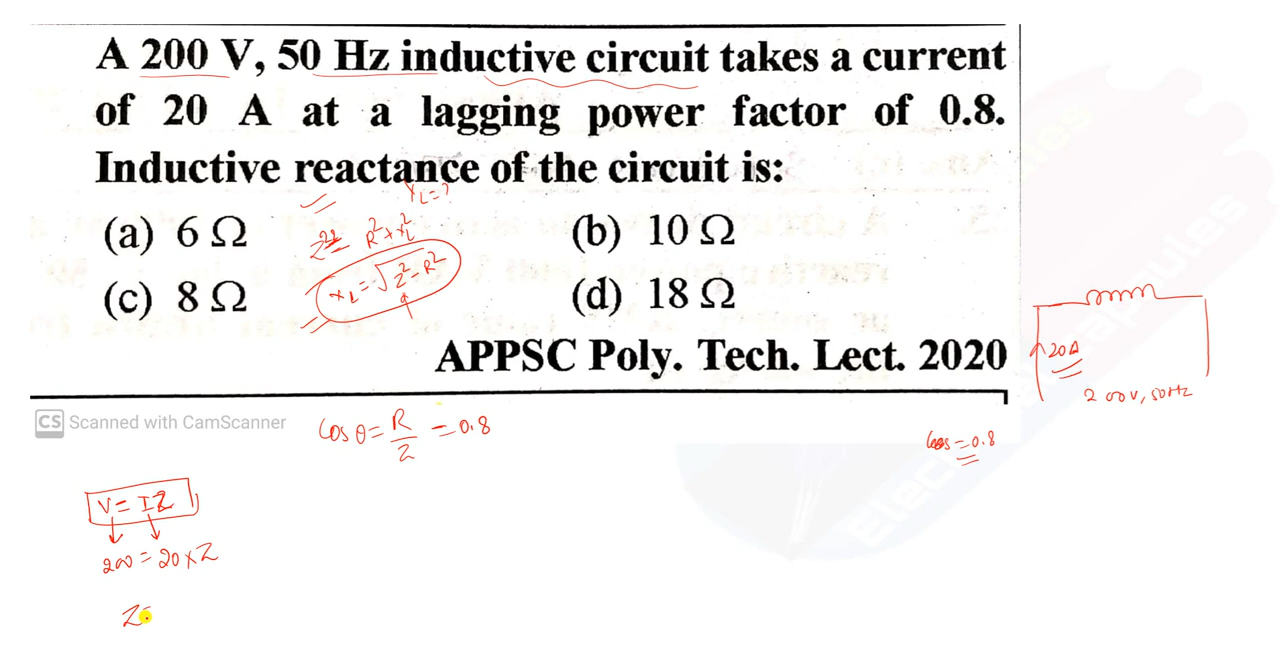 A 200 V, 50 Hz inductive circuit takes a current
of 20 A at a lagging power factor of 0.8.
Inductive reactance of the circuit is:
X_L=?
(a) 6 Ω
Z²= R²+X_L²
(b) 10 Ω
(c) 8 Ω
X_L=√Z²-R²
(d) 18 Ω
APPSC Poly. Tech. Lect. 2020
20A
200V, 50Hz
CS Scanned with CamScanner
Cos θ = R/Z = 0.8
=0.8
V= IZ
200 = 20 × Z
Z=